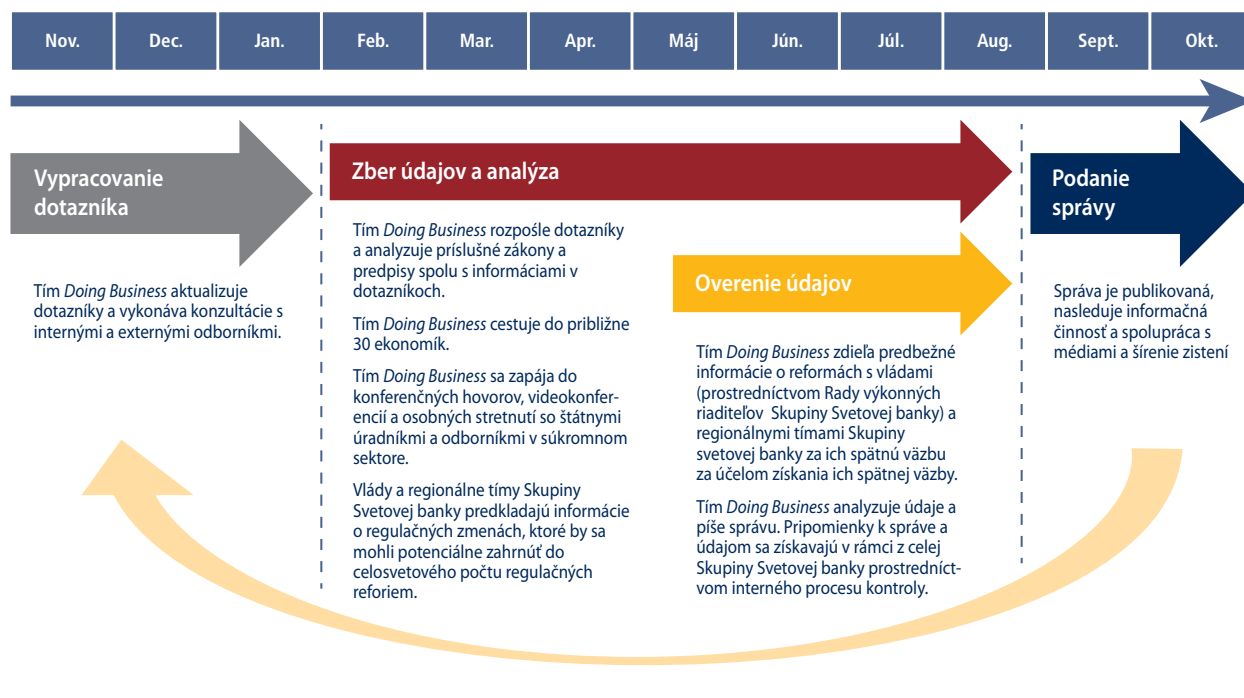 Nov. Dec. Jan. Feb. Mar. Apr. Máj Jún. Júl. Aug. Sept. Okt.
Vypracovanie
dotazníka
Tím Doing Business aktualizuje
dotazníky a vykonáva konzultácie s
internými a externými odborníkmi.
Zber údajov a analýza
Tím Doing Business rozpošle dotazníky
a analyzuje príslušné zákony a
predpisy spolu s informáciami v
dotazníkoch.
Tím Doing Business cestuje do približne
30 ekonomík.
Tím Doing Business sa zapája do
konferenčných hovorov, videokonfer-
encií a osobných stretnutí so štátnymi
úradníkmi a odborníkmi v súkromnom
sektore.
Vlády a regionálne tímy Skupiny
Svetovej banky predkladajú informácie
o regulačných zmenách, ktoré by sa
mohli potenciálne zahrnúť do
celosvetového počtu regulačných
reforiem.
Overenie údajov
Tím Doing Business zdieľa predbežné
informácie o reformách s vládami
(prostredníctvom Rady výkonných
riaditeľov Skupiny Svetovej banky) a
regionálnymi tímami Skupiny
svetovej banky za ich spätnú väzbu
za účelom získania ich spätnej väzby.
Tím Doing Business analyzuje údaje a
píše správu. Pripomienky k správe a
údajom sa získavajú v rámci z celej
Skupiny Svetovej banky prostredníct-
vom interného procesu kontroly.
Podanie
správy
Správa je publikovaná,
nasleduje informačná
činnosť a spolupráca s
médiami a šírenie zistení